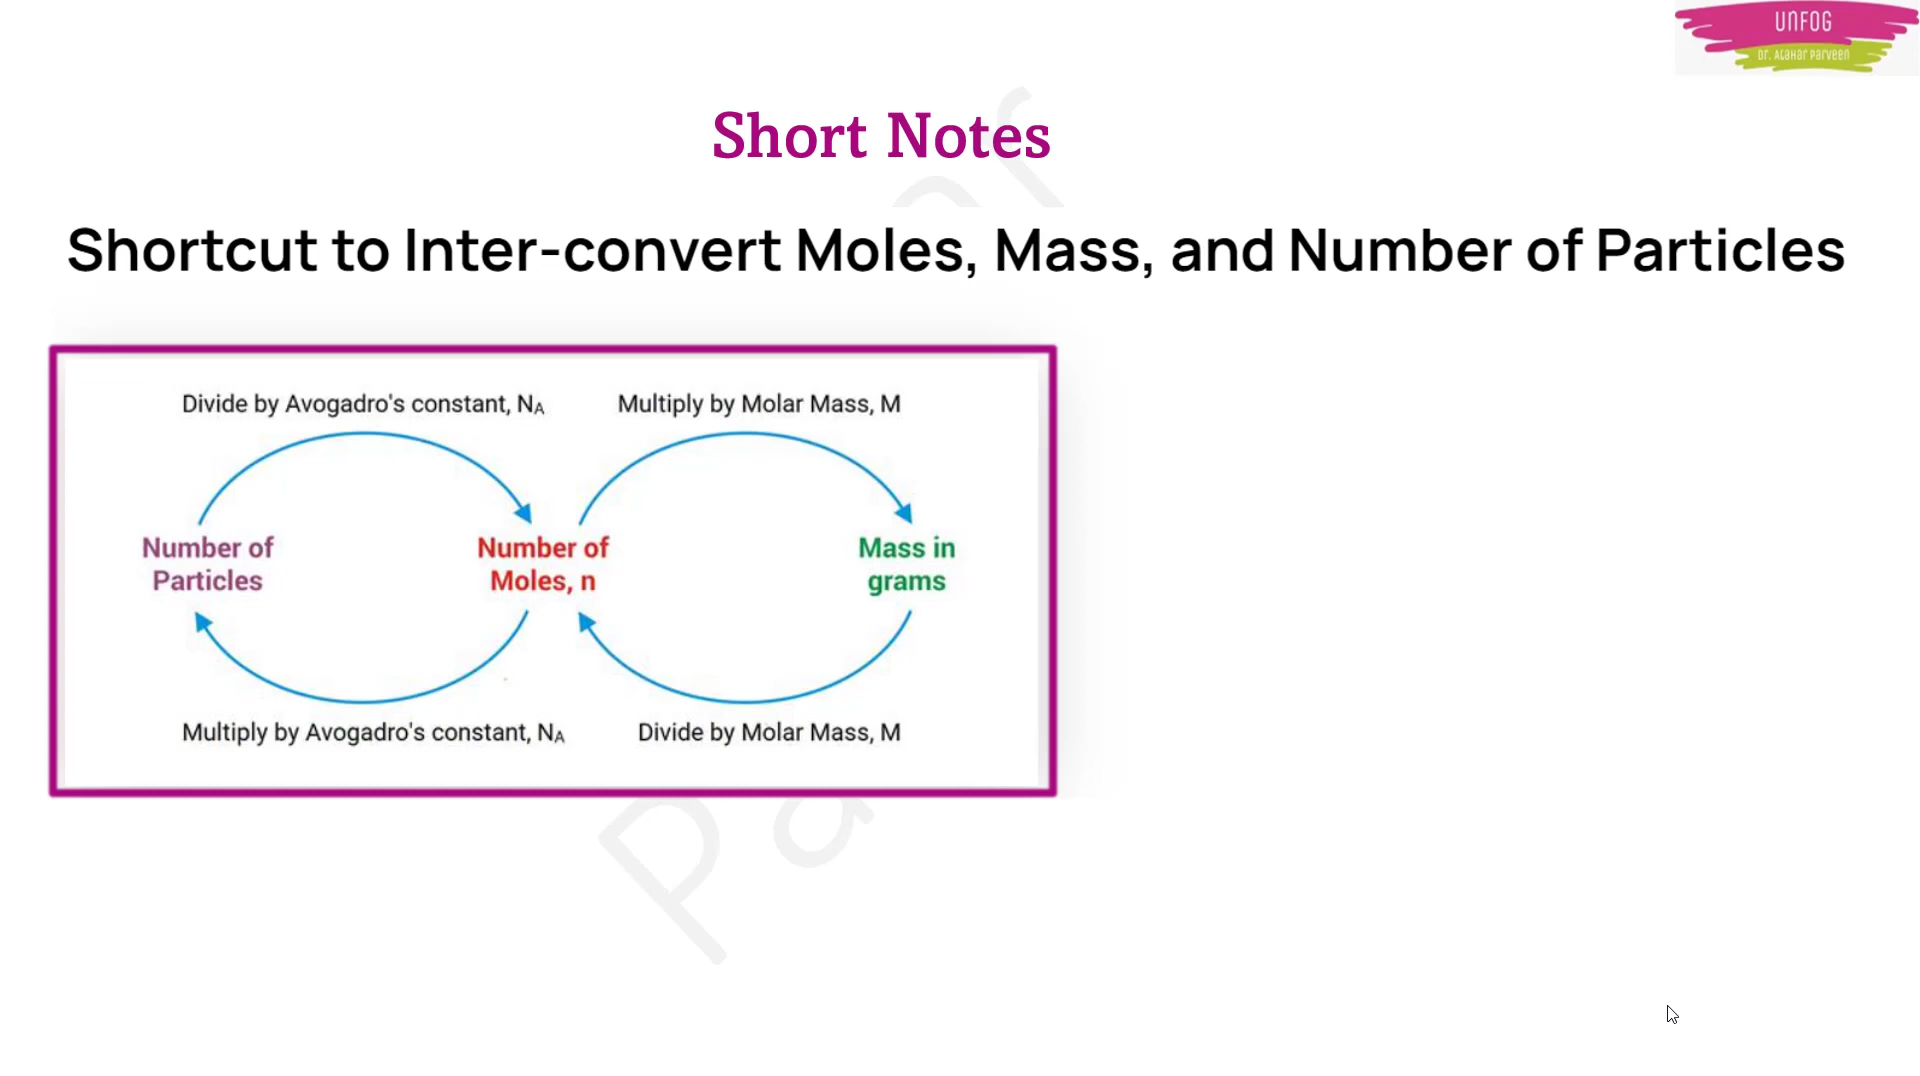 UNFOG
Dr. Atahar Parveen
Short Notes
Shortcut to Inter-convert Moles, Mass, and Number of Particles
Divide by Avogadro's constant, NA
Multiply by Molar Mass, M
Number of
Particles
Number of
Moles, n
Mass in
grams
Multiply by Avogadro's constant, NA
Divide by Molar Mass, M